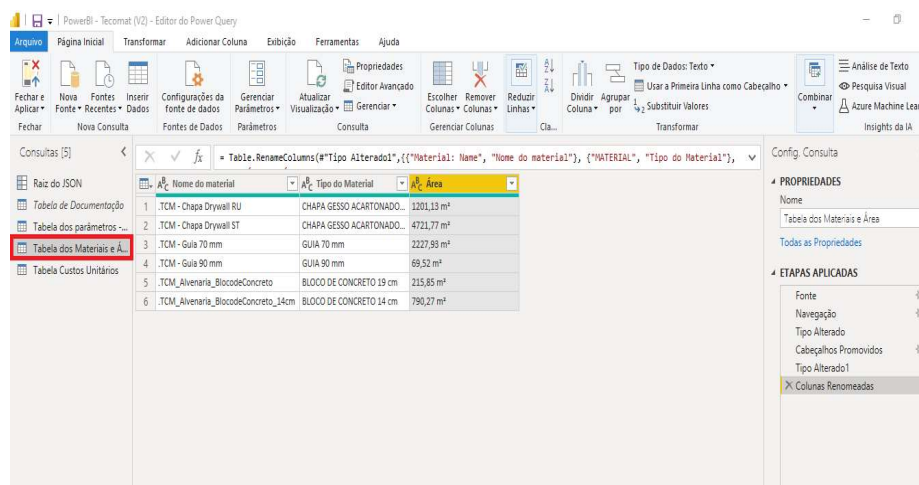 PowerBI - Tecomat (V2) - Editor do Power Query
Arquivo Página Inicial Transformar Adicionar Coluna Exibição Ferramentas Ajuda
Fechar e Aplicar
Nova Fonte
Fontes Recentes
Inserir Dados
Configurações da fonte de dados
Gerenciar Parâmetros
Atualizar Visualização
Propriedades
Editor Avançado
Gerenciar
Escolher Colunas
Remover Colunas
Reduzir Linhas
Dividir Coluna
Agrupar por
Tipo de Dados: Texto
Usar a Primeira Linha como Cabeçalho
Substituir Valores
Combinar
Análise de Texto
Pesquisa Visual
Azure Machine Lear
Fechar Nova Consulta Fontes de Dados Parâmetros Consulta Gerenciar Colunas Cla... Transformar Insights da IA
Consultas [5]
Raiz do JSON
Tabela de Documentação
Tabela dos parâmetros -...
Tabela dos Materiais e Á...
Tabela Custos Unitários
fx = Table.RenameColumns(#"Tipo Alterado1",{{"Material: Name", "Nome do material"}, {"MATERIAL", "Tipo do Material"},
ABC Nome do material ABC Tipo do Material ABC Área
1 .TCM - Chapa Drywall RU CHAPA GESSO ACARTONADO... 1201,13 m²
2 .TCM - Chapa Drywall ST CHAPA GESSO ACARTONADO... 4721,77 m²
3 .TCM - Guia 70 mm GUIA 70 mm 2227,93 m²
4 .TCM - Guia 90 mm GUIA 90 mm 69,52 m²
5 .TCM_Alvenaria_BlocodeConcreto BLOCO DE CONCRETO 19 cm 215,85 m²
6 .TCM_Alvenaria_BlocodeConcreto_14cm BLOCO DE CONCRETO 14 cm 790,27 m²
Config. Consulta
PROPRIEDADES
Nome
Tabela dos Materiais e Área
Todas as Propriedades
ETAPAS APLICADAS
Fonte
Navegação
Tipo Alterado
Cabeçalhos Promovidos
Tipo Alterado1
Colunas Renomeadas